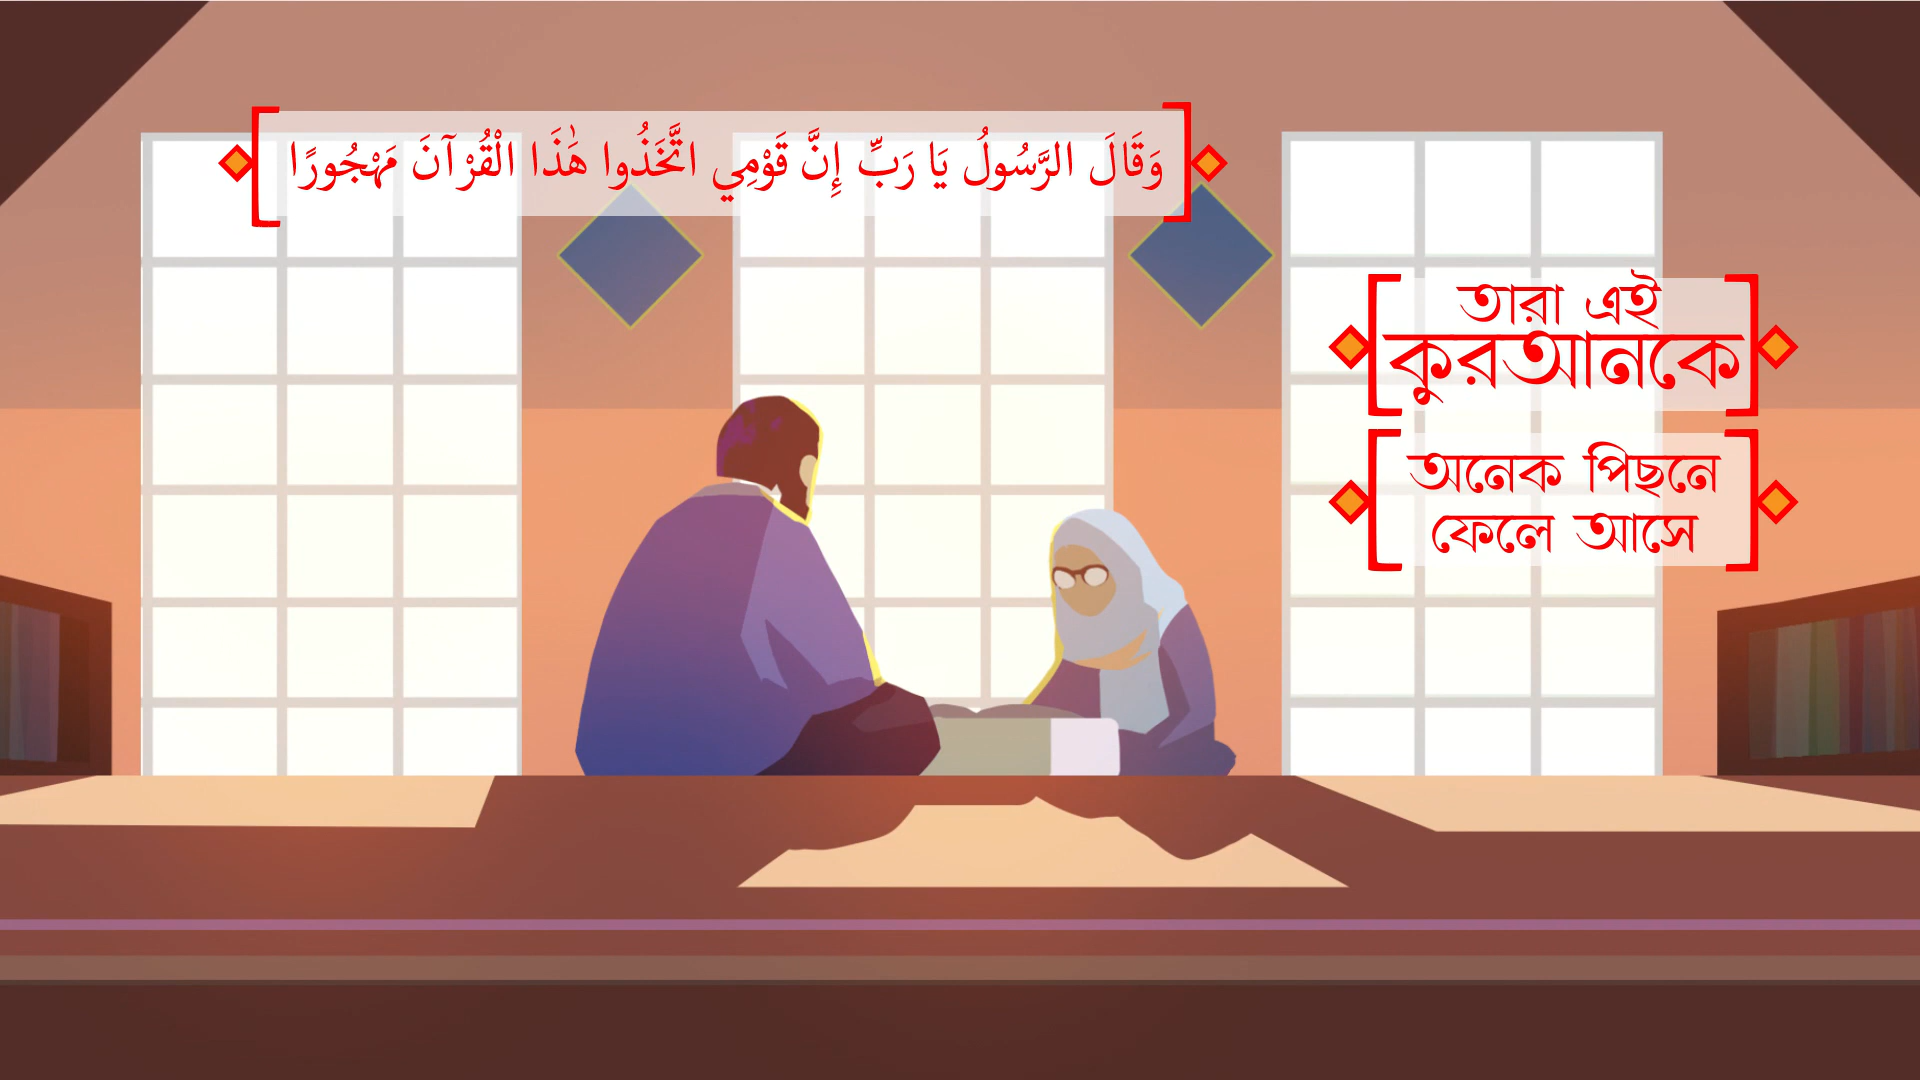 وَقَالَ الرَّسُولُ يَا رَبِّ إِنَّ قَوْمِي اتَّخَذُوا هَٰذَا الْقُرْآنَ مَهْجُورًا
তারা এই
কুরআনকে
অনেক পিছনে
ফেলে আসে